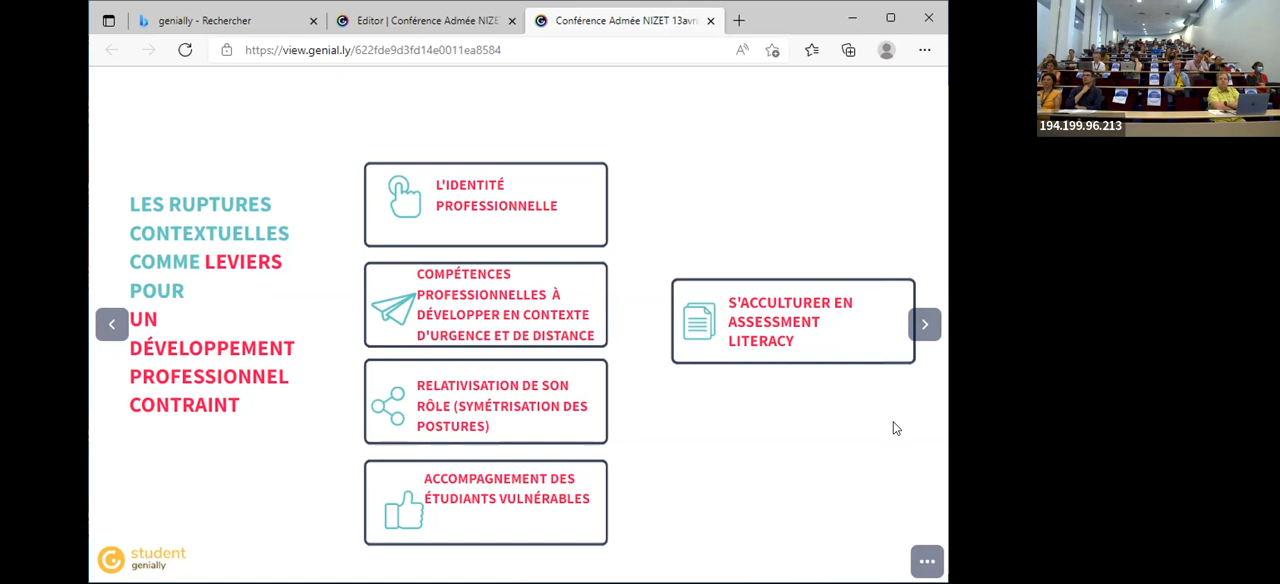 genially - Rechercher
Editor | Conférence Admée NIZE
Conférence Admée NIZET 13avri
https://view.genial.ly/622fde9d3fd14e0011ea8584
194.199.96.213
LES RUPTURES
CONTEXTUELLES
COMME LEVIERS
POUR
UN
DÉVELOPPEMENT
PROFESSIONNEL
CONTRAINT
L'IDENTITÉ
PROFESSIONNELLE
COMPÉTENCES
PROFESSIONNELLES À
DÉVELOPPER EN CONTEXTE
D'URGENCE ET DE DISTANCE
RELATIVISATION DE SON
RÔLE (SYMÉTRISATION DES
POSTURES)
ACCOMPAGNEMENT DES
ÉTUDIANTS VULNÉRABLES
S'ACCULTURER EN
ASSESSMENT
LITERACY
student
genially